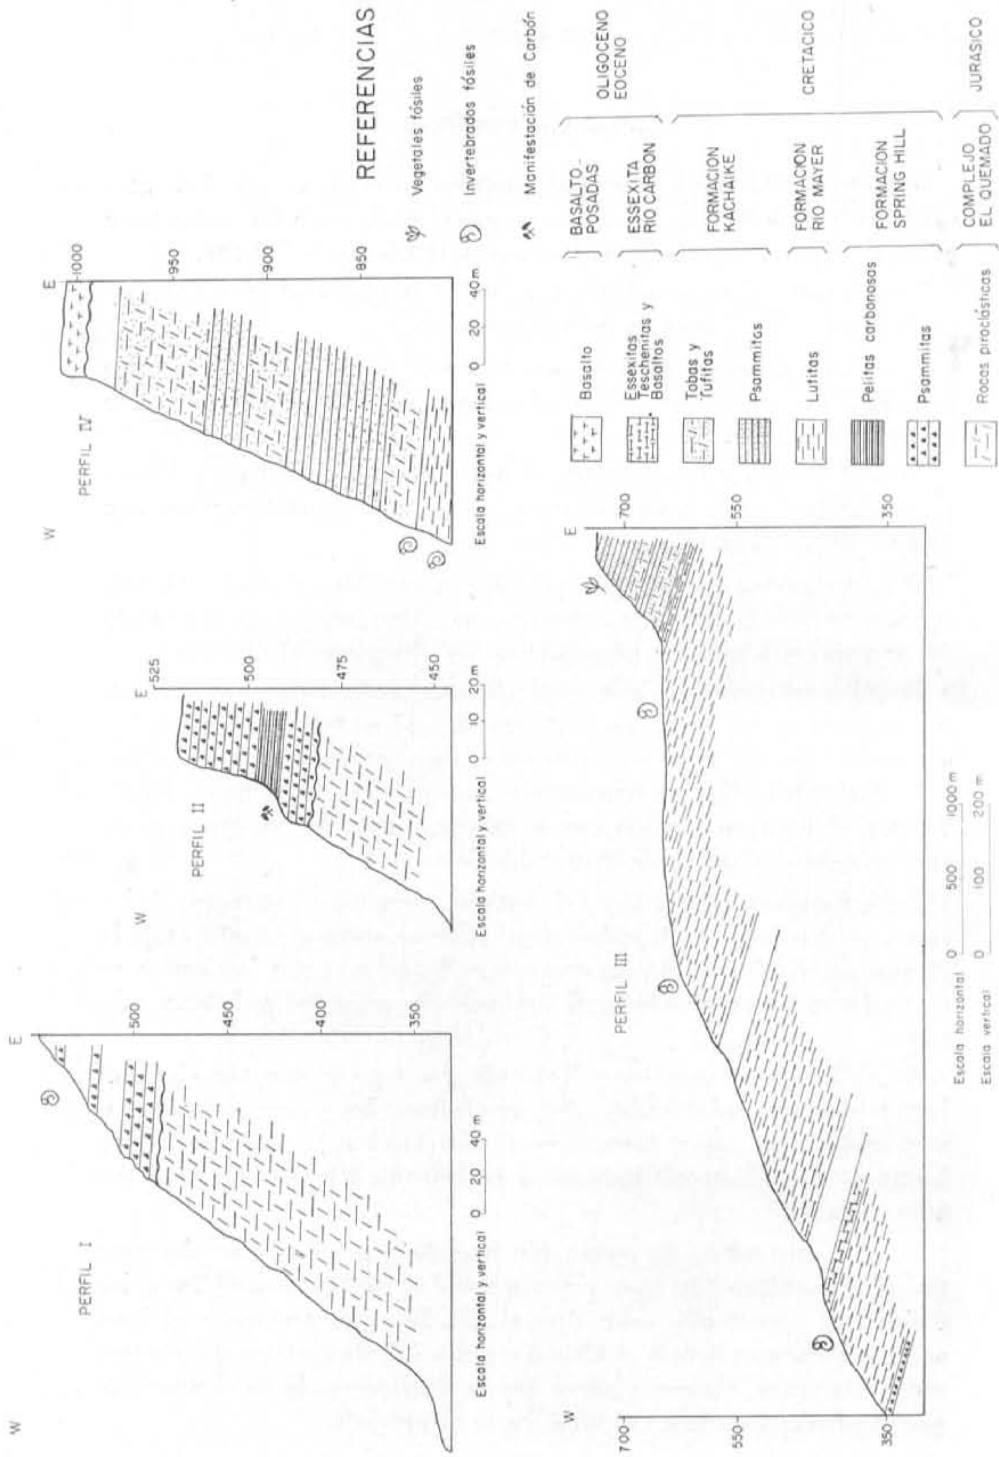 W
E
PERFIL I
500
450
400
350
0 20 40 m
Escala horizontal y vertical
W
E
PERFIL II
525
500
475
450
0 10 20 m
Escala horizontal y vertical
W
E
PERFIL IV
1000
950
900
850
0 20 40 m
Escala horizontal y vertical
REFERENCIAS
Vegetales fósiles
Invertebrados fósiles
Manifestación de Carbón
W
E
PERFIL III
700
550
350
700
550
350
Escala horizontal 0 500 1000 m
Escala vertical 0 100 200 m
Basalto
BASALTO
POSADAS
OLIGOCENO
EOCENO
Essexitas
Teschenitas y
Basaltos
ESSEXITA
RIO CARBON
Tobas y
Tufitas
FORMACION
KACHAIKE
CRETACICO
Psammitas
Lutitas
FORMACION
RIO MAYER
Pelitas carbonosas
FORMACION
SPRING HILL
Psammitas
Rocas piroclásticas
COMPLEJO
EL QUEMADO
JURASICO